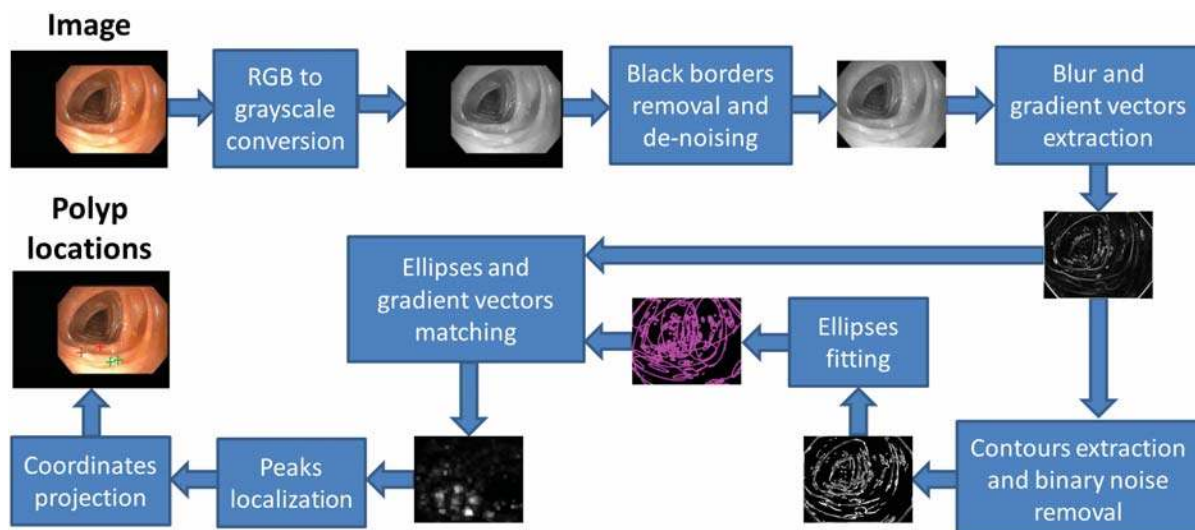 Image
RGB to
grayscale
conversion
Black borders
removal and
de-noising
Blur and
gradient vectors
extraction
Polyp
locations
Ellipses and
gradient vectors
matching
Ellipses
fitting
Coordinates
projection
Peaks
localization
Contours extraction
and binary noise
removal